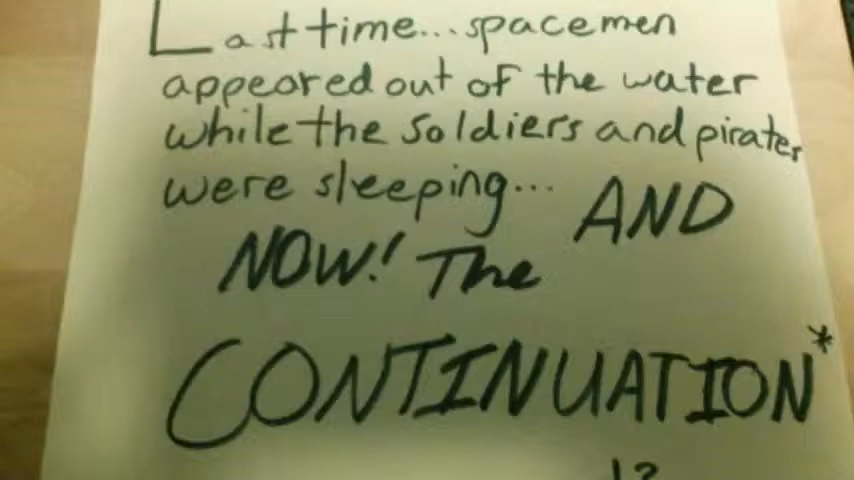 Last time...spacemen
appeared out of the water
while the soldiers and pirates
were sleeping... AND
NOW! The
CONTINUATION*
!?